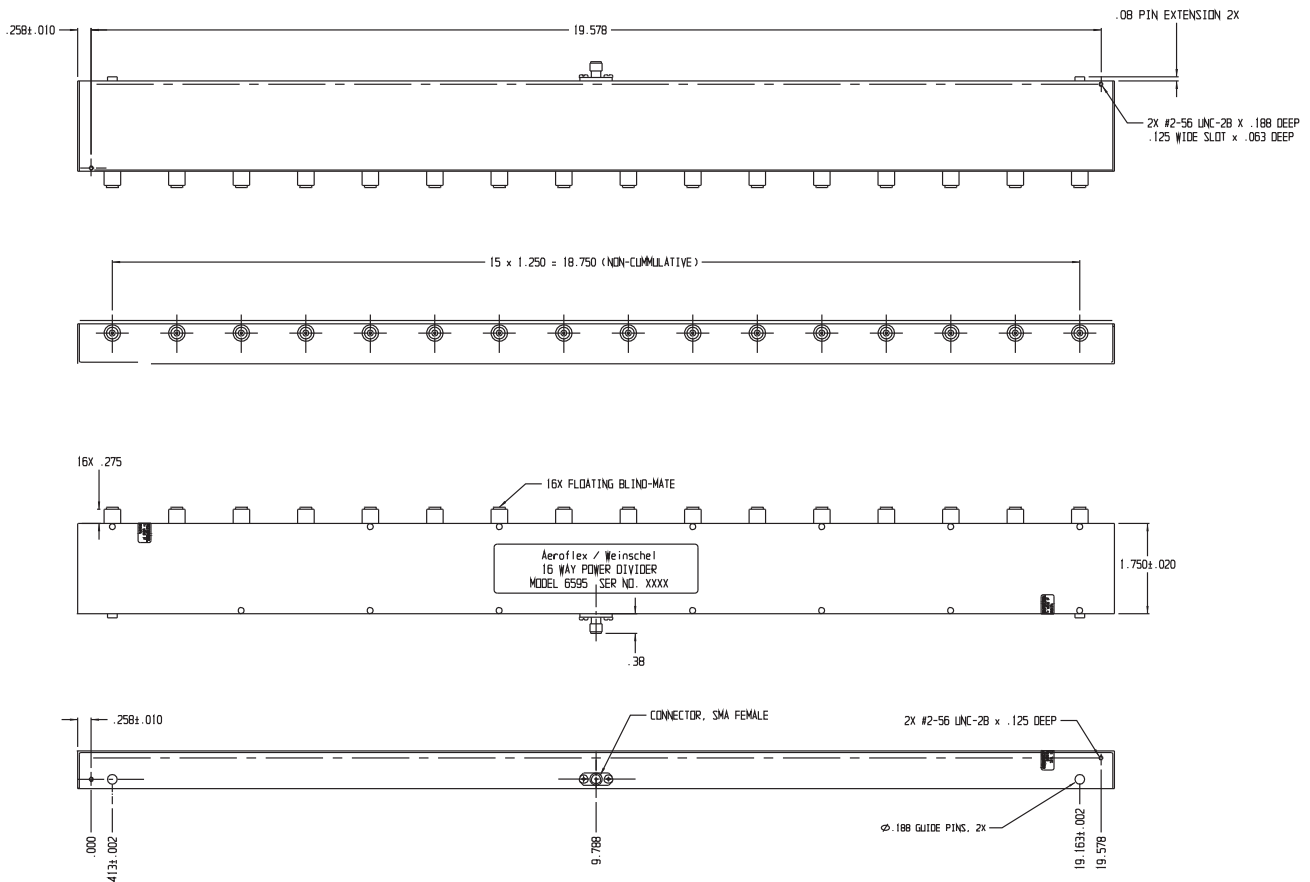 .258±.010
19.578
.08 PIN EXTENSION 2X
2X #2-56 UNC-2B X .188 DEEP
.125 WIDE SLOT x .063 DEEP
15 x 1.250 = 18.750 (NON-CUMMULATIVE)
16X .275
16X FLOATING BLIND-MATE
Aeroflex / Weinschel
16 WAY POWER DIVIDER
MODEL 6595 SER NO. XXXX
1.750±.020
.38
.258±.010
CONNECTOR, SMA FEMALE
2X #2-56 UNC-2B x .125 DEEP
Ø.188 GUIDE PINS, 2X
.000
.413±.002
9.788
19.163±.002
19.578